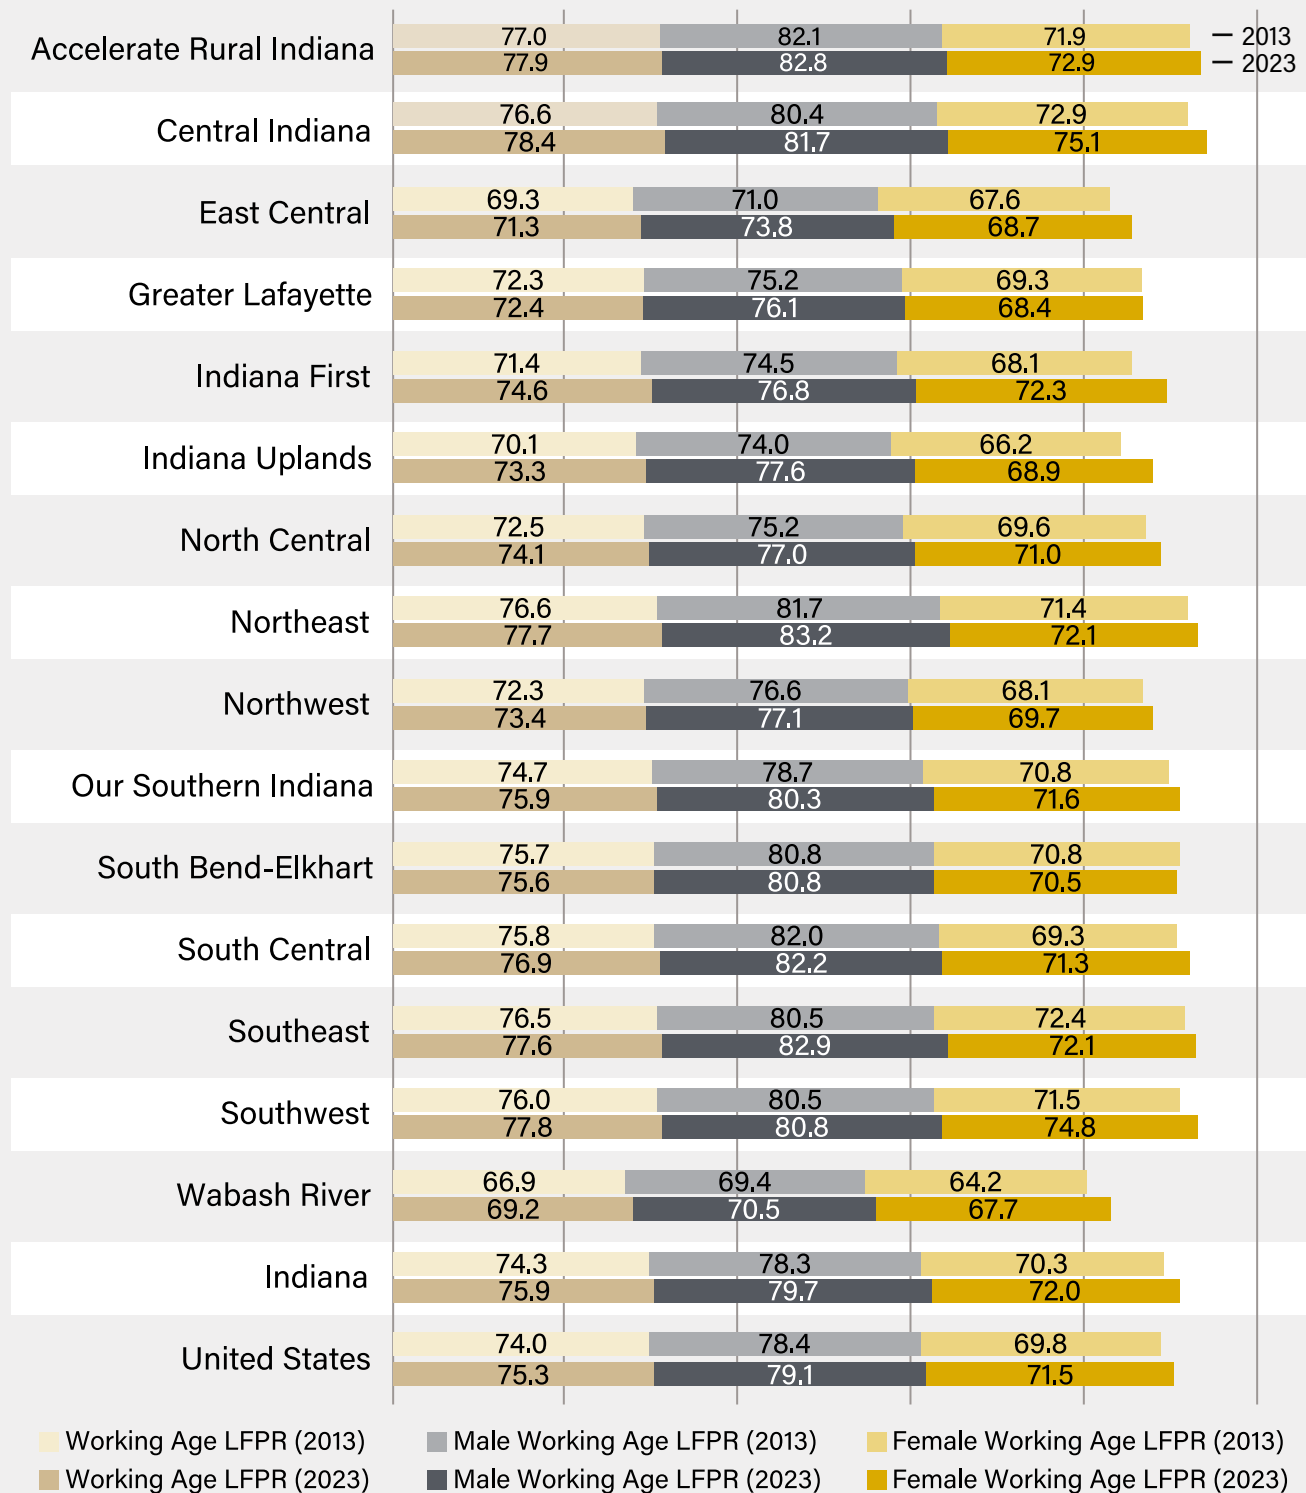 77.0 82.1 71.9 — 2013
Accelerate Rural Indiana
77.9 82.8 72.9 — 2023
76.6 80.4 72.9
Central Indiana
78.4 81.7 75.1
69.3 71.0 67.6
East Central
71.3 73.8 68.7
72.3 75.2 69.3
Greater Lafayette
72.4 76.1 68.4
71.4 74.5 68.1
Indiana First
74.6 76.8 72.3
70.1 74.0 66.2
Indiana Uplands
73.3 77.6 68.9
72.5 75.2 69.6
North Central
74.1 77.0 71.0
76.6 81.7 71.4
Northeast
77.7 83.2 72.1
72.3 76.6 68.1
Northwest
73.4 77.1 69.7
74.7 78.7 70.8
Our Southern Indiana
75.9 80.3 71.6
75.7 80.8 70.8
South Bend-Elkhart
75.6 80.8 70.5
75.8 82.0 69.3
South Central
76.9 82.2 71.3
76.5 80.5 72.4
Southeast
77.6 82.9 72.1
76.0 80.5 71.5
Southwest
77.8 80.8 74.8
66.9 69.4 64.2
Wabash River
69.2 70.5 67.7
74.3 78.3 70.3
Indiana
75.9 79.7 72.0
74.0 78.4 69.8
United States
75.3 79.1 71.5
Working Age LFPR (2013) Male Working Age LFPR (2013) Female Working Age LFPR (2013)
Working Age LFPR (2023) Male Working Age LFPR (2023) Female Working Age LFPR (2023)